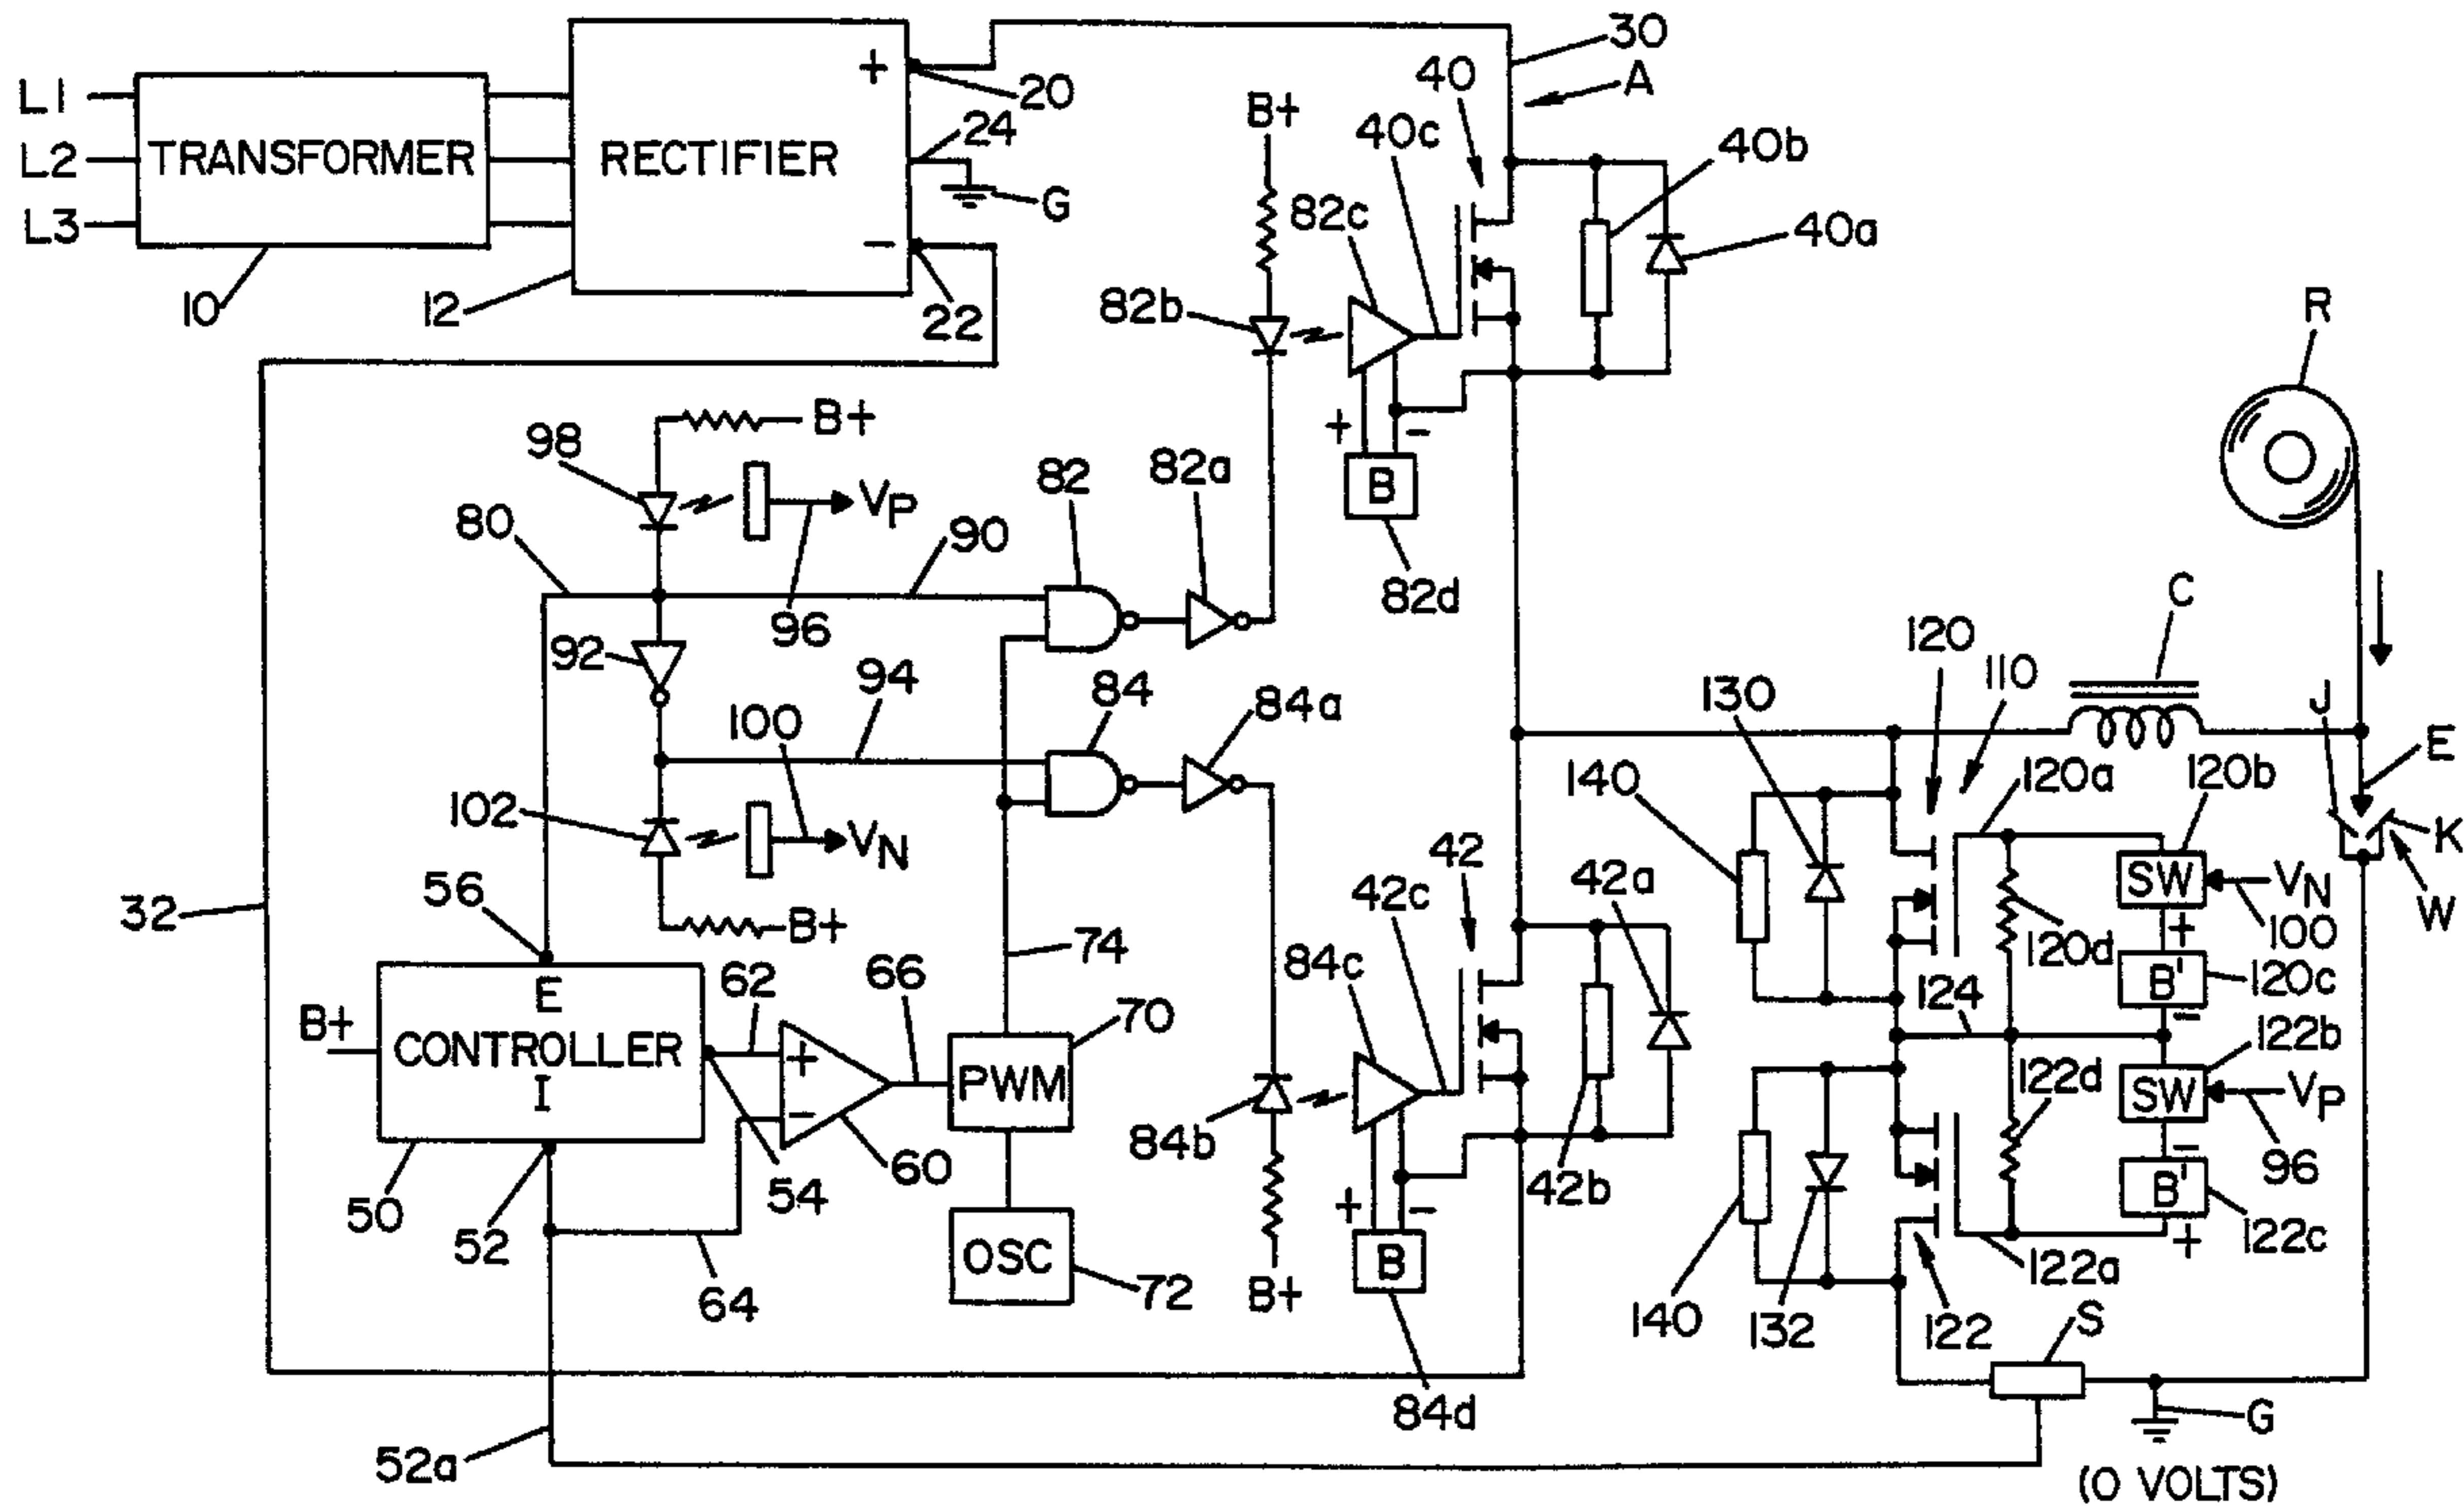 L1
L2
L3
TRANSFORMER
10
RECTIFIER
12
+
20
24
G
-
22
30
A
40
40c
40b
40a
B+
82c
82b
+
-
B
82d
R
98
B+
VP
96
80
90
82
82a
92
94
84
84a
100
102
VN
B+
32
56
E
CONTROLLER
I
B+
50
52
54
62
+
-
60
64
66
74
70
PWM
OSC
72
84b
B+
84c
42c
42
42a
42b
+
-
B
84d
C
120
110
130
140
120a
120b
J
E
K
W
SW
VN
100
+
120d
B'
120c
-
124
122b
122d
SW
VP
96
-
B'
122c
+
122a
140
132
122
S
G
(0 VOLTS)
52a